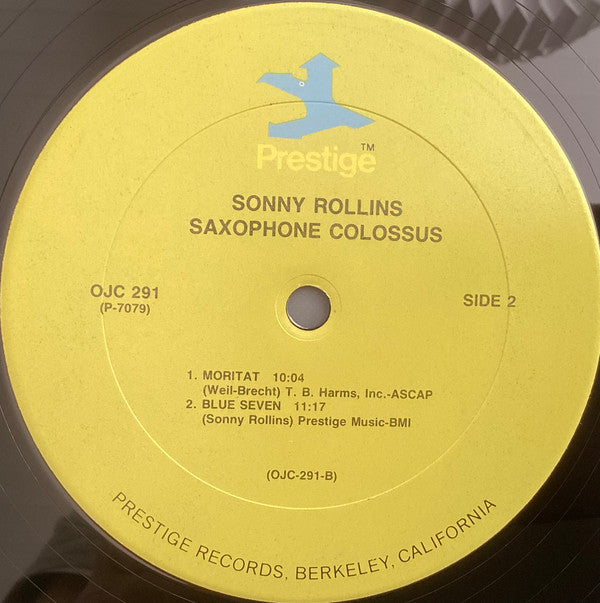 Prestige™
SONNY ROLLINS
SAXOPHONE COLOSSUS
OJC 291
(P-7079)
SIDE 2
1. MORITAT 10:04
(Weil-Brecht) T. B. Harms, Inc.-ASCAP
2. BLUE SEVEN 11:17
(Sonny Rollins) Prestige Music-BMI
(OJC-291-B)
PRESTIGE RECORDS, BERKELEY, CALIFORNIA